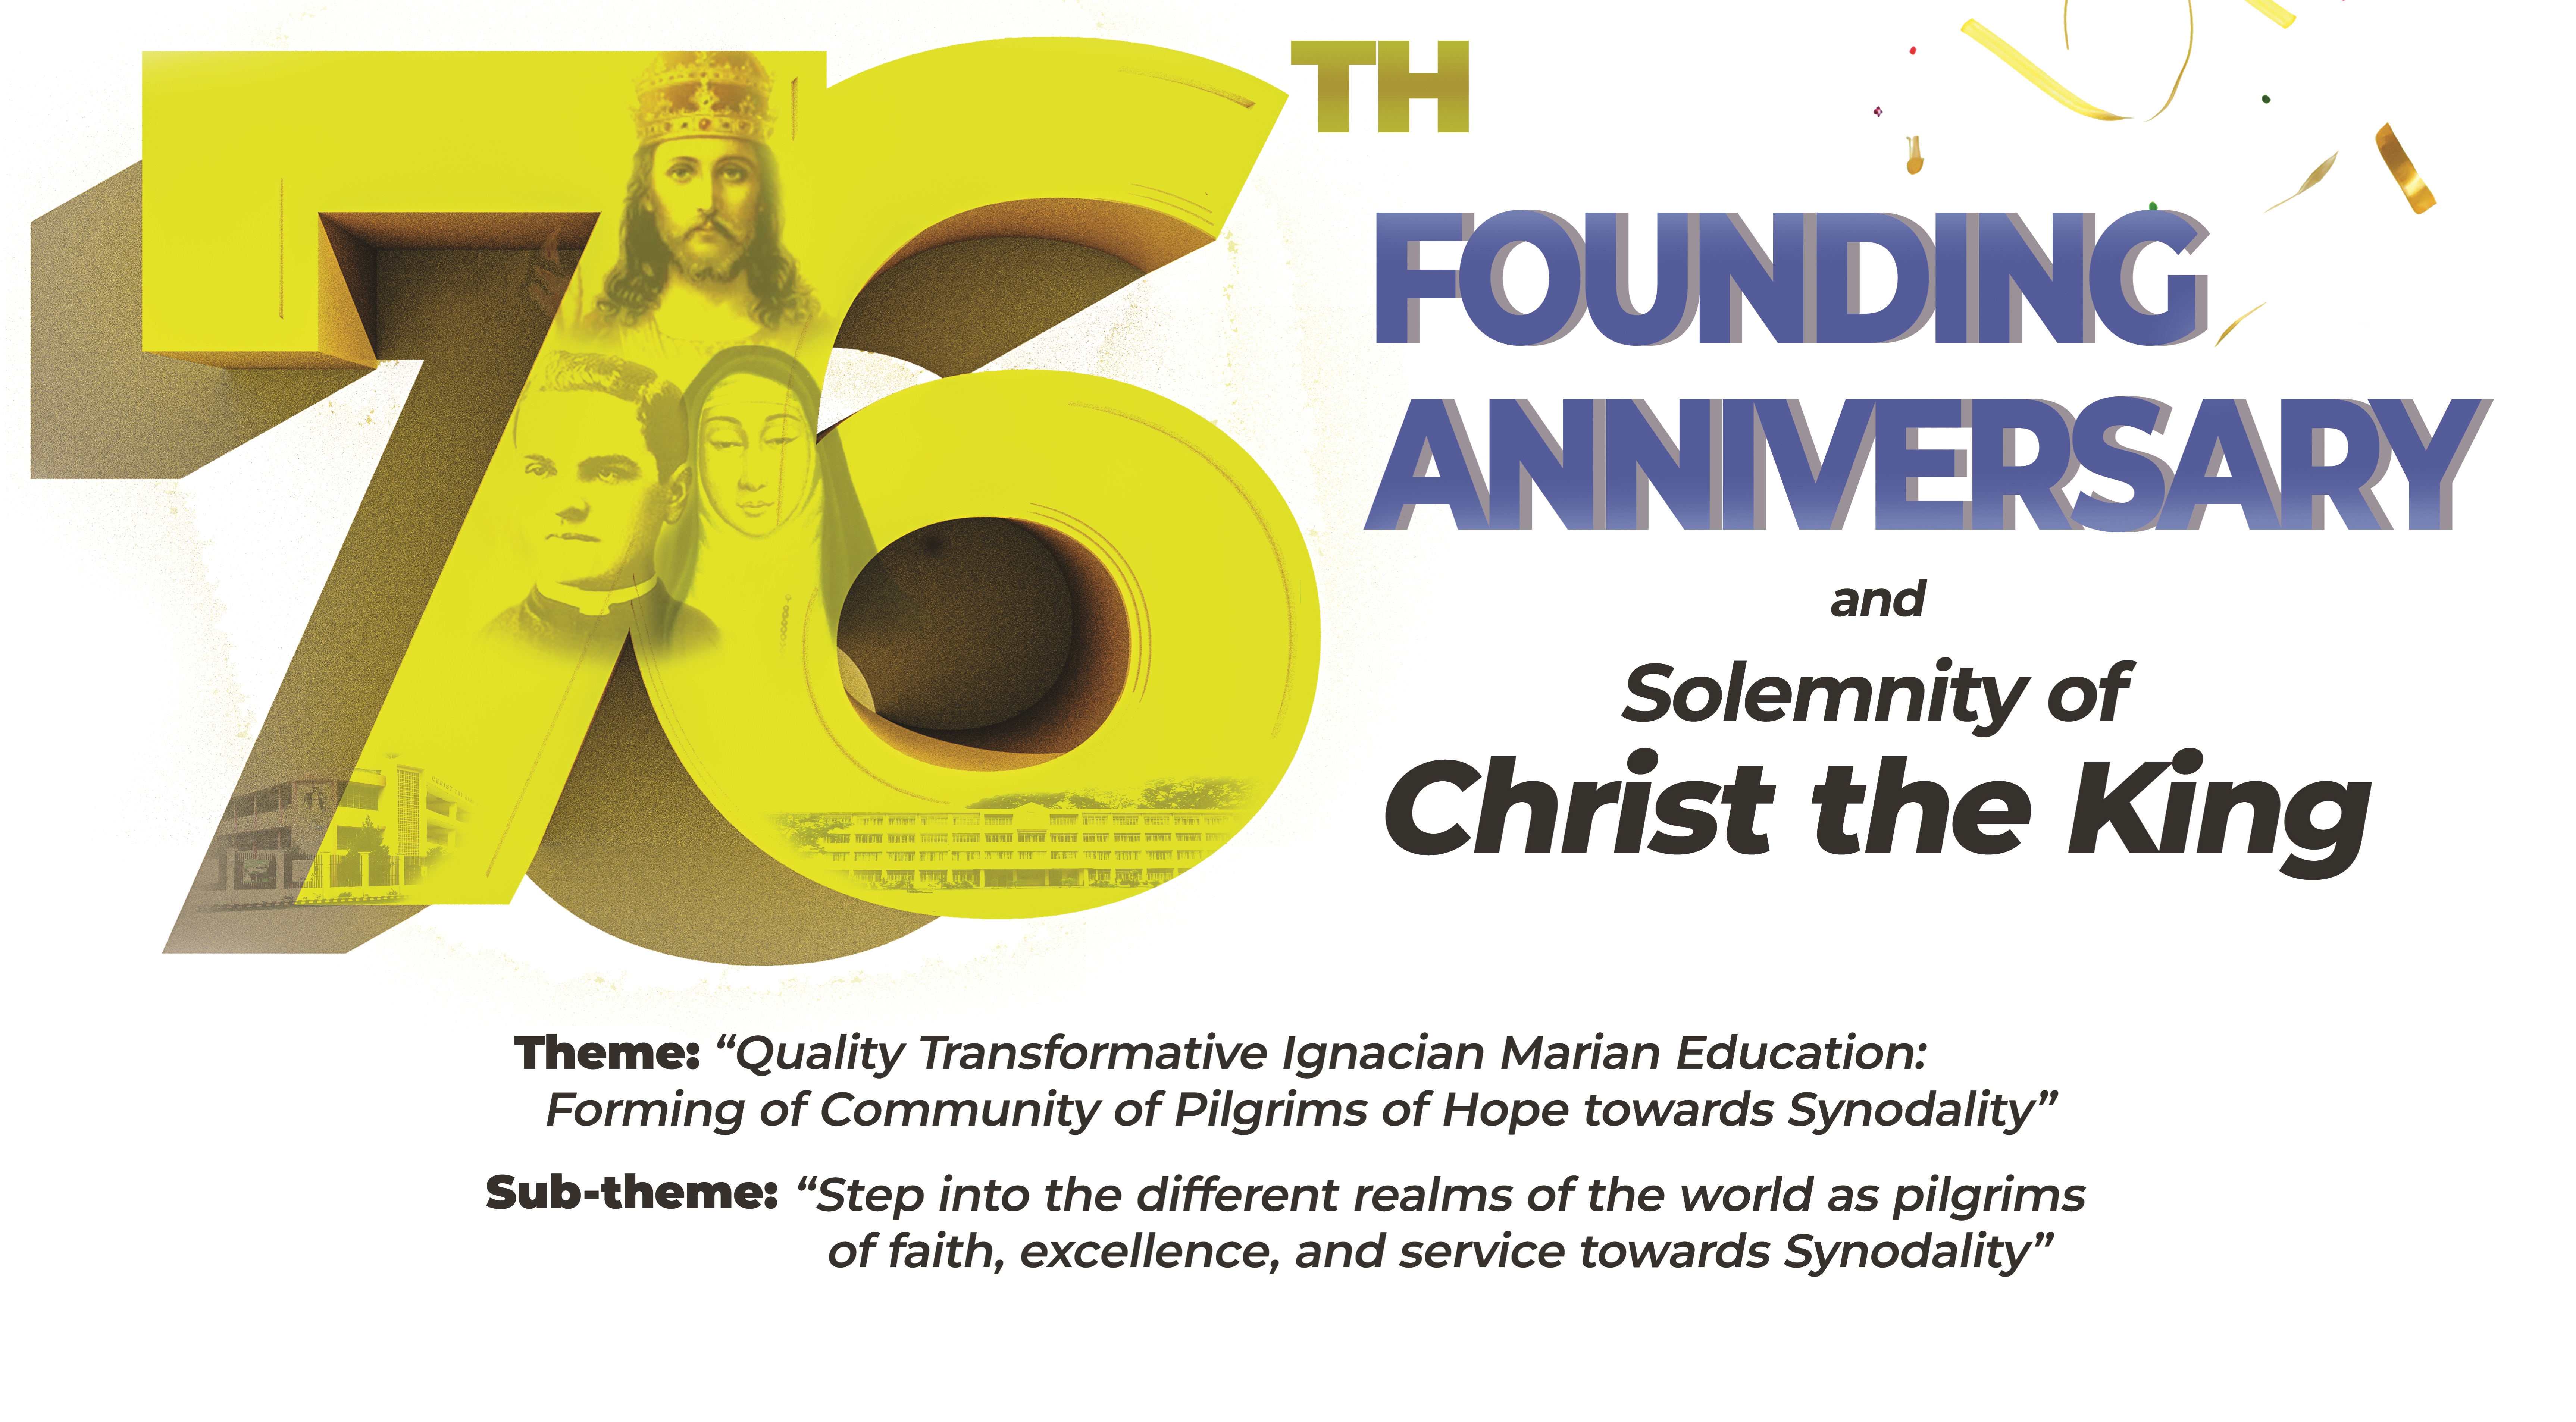 76TH
FOUNDING
ANNIVERSARY
and
Solemnity of
Christ the King
Theme: “Quality Transformative Ignacian Marian Education:
Forming of Community of Pilgrims of Hope towards Synodality”
Sub-theme: “Step into the different realms of the world as pilgrims
of faith, excellence, and service towards Synodality”